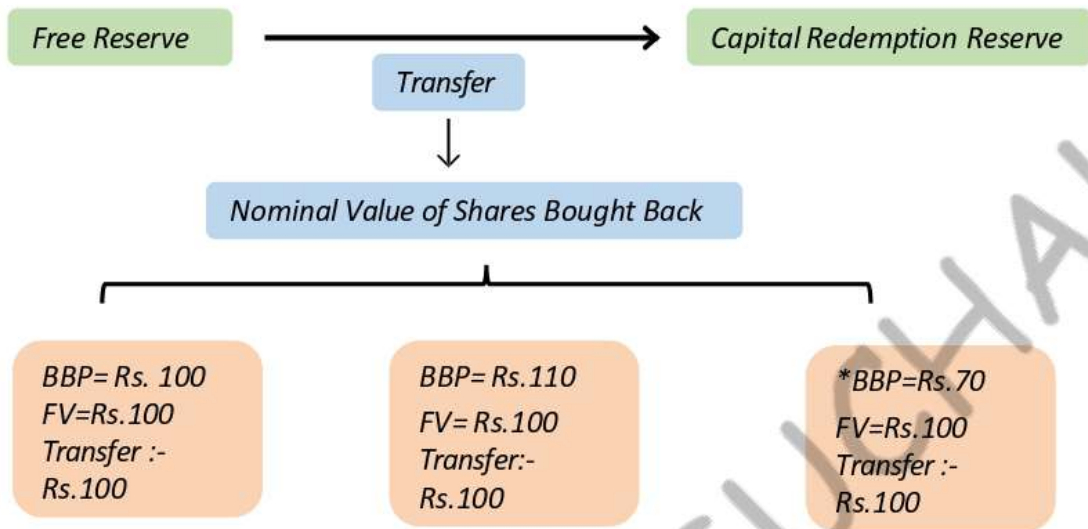 Free Reserve
Capital Redemption Reserve
Transfer
Nominal Value of Shares Bought Back
BBP= Rs. 100
FV=Rs.100
Transfer :-
Rs.100
BBP= Rs.110
FV= Rs.100
Transfer:-
Rs.100
*BBP=Rs.70
FV=Rs.100
Transfer :-
Rs.100